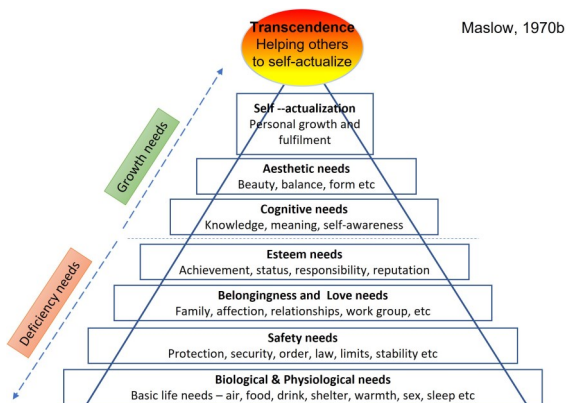 Transcendence
Helping others
to self-actualize
Maslow, 1970b
Self --actualization
Personal growth and
fulfilment
Growth needs
Aesthetic needs
Beauty, balance, form etc
Cognitive needs
Knowledge, meaning, self-awareness
Esteem needs
Achievement, status, responsibility, reputation
Deficiency needs
Belongingness and Love needs
Family, affection, relationships, work group, etc
Safety needs
Protection, security, order, law, limits, stability etc
Biological & Physiological needs
Basic life needs – air, food, drink, shelter, warmth, sex, sleep etc